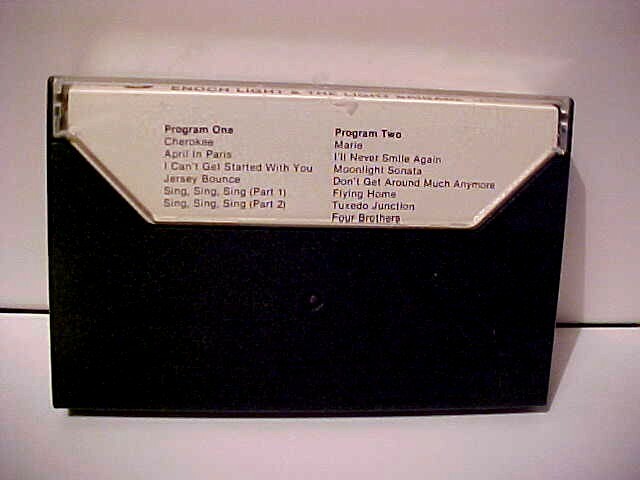 ENOCH LIGHT & THE LIGHT BRIGADE
Program One
Cherokee
April In Paris
I Can't Get Started With You
Jersey Bounce
Sing, Sing, Sing (Part 1)
Sing, Sing, Sing (Part 2)
Program Two
Marie
I'll Never Smile Again
Moonlight Sonata
Don't Get Around Much Anymore
Flying Home
Tuxedo Junction
Four Brothers